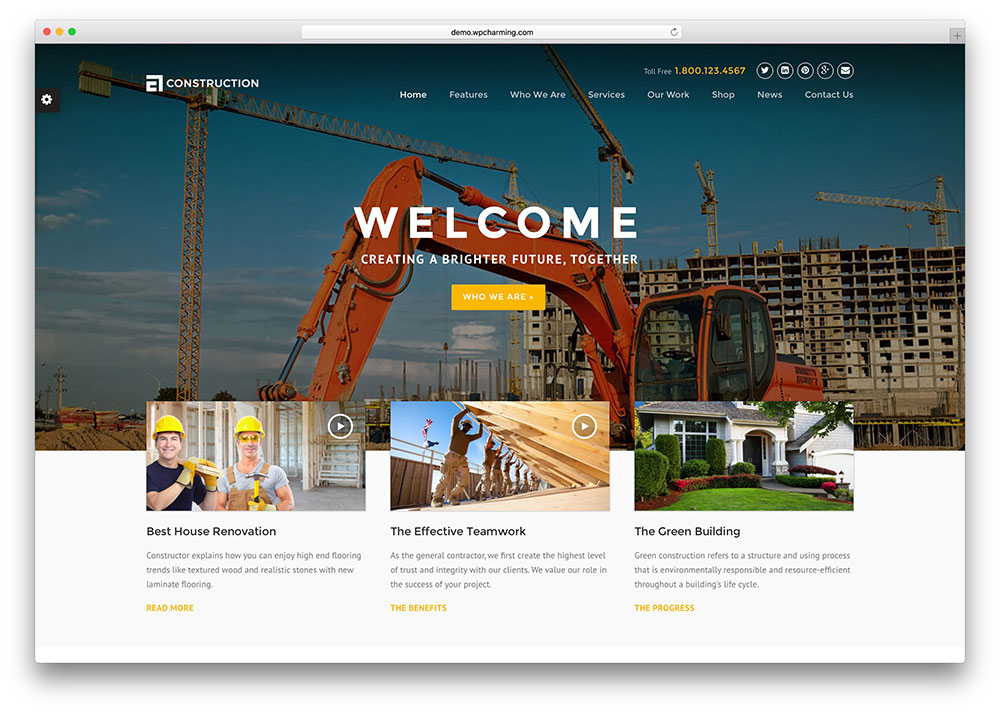 demo.wpcharming.com
Toll Free 1.800.123.4567
CONSTRUCTION
Home Features Who We Are Services Our Work Shop News Contact Us
WELCOME
CREATING A BRIGHTER FUTURE, TOGETHER
WHO WE ARE »
Best House Renovation
Constructor explains how you can enjoy high end flooring
trends like textured wood and realistic stones with new
laminate flooring.
READ MORE
The Effective Teamwork
As the general contractor, we first create the highest level
of trust and integrity with our clients. We value our role in
the success of your project.
THE BENEFITS
The Green Building
Green construction refers to a structure and using process
that is environmentally responsible and resource-efficient
throughout a building's life cycle.
THE PROGRESS